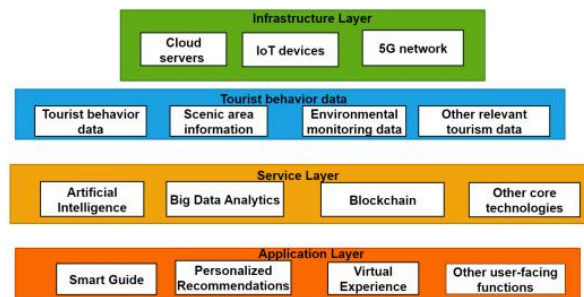 Infrastructure Layer
Cloud
servers
IoT devices
5G network
Tourist behavior data
Tourist behavior
data
Scenic area
information
Environmental
monitoring data
Other relevant
tourism data
Service Layer
Artificial
Intelligence
Big Data Analytics
Blockchain
Other core
technologies
Application Layer
Smart Guide
Personalized
Recommendations
Virtual
Experience
Other user-facing
functions